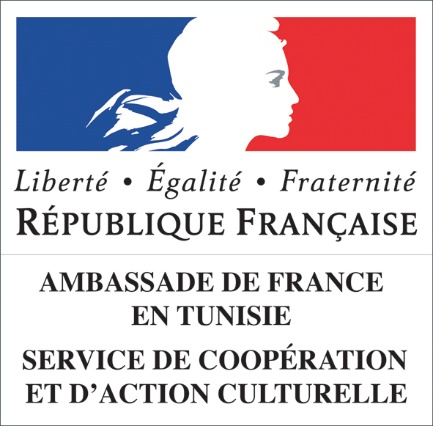 Liberté • Égalité • Fraternité
RÉPUBLIQUE FRANÇAISE
AMBASSADE DE FRANCE
EN TUNISIE
SERVICE DE COOPÉRATION
ET D'ACTION CULTURELLE